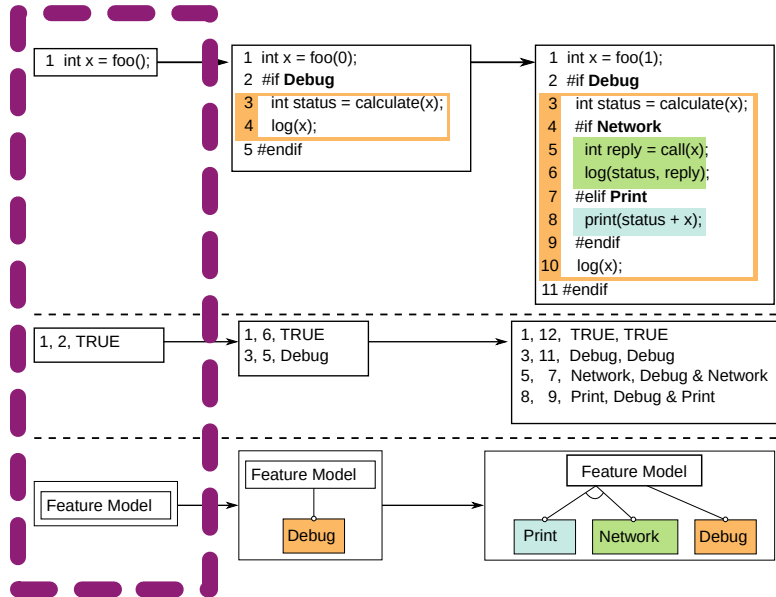 1 int x = foo();
1 int x = foo(0);
2 #if Debug
3 int status = calculate(x);
4 log(x);
5 #endif
1 int x = foo(1);
2 #if Debug
3 int status = calculate(x);
4 #if Network
5 int reply = call(x);
6 log(status, reply);
7 #elif Print
8 print(status + x);
9 #endif
10 log(x);
11 #endif
1, 2, TRUE
1, 6, TRUE
3, 5, Debug
1, 12, TRUE, TRUE
3, 11, Debug, Debug
5, 7, Network, Debug & Network
8, 9, Print, Debug & Print
Feature Model
Feature Model
Debug
Feature Model
Print
Network
Debug